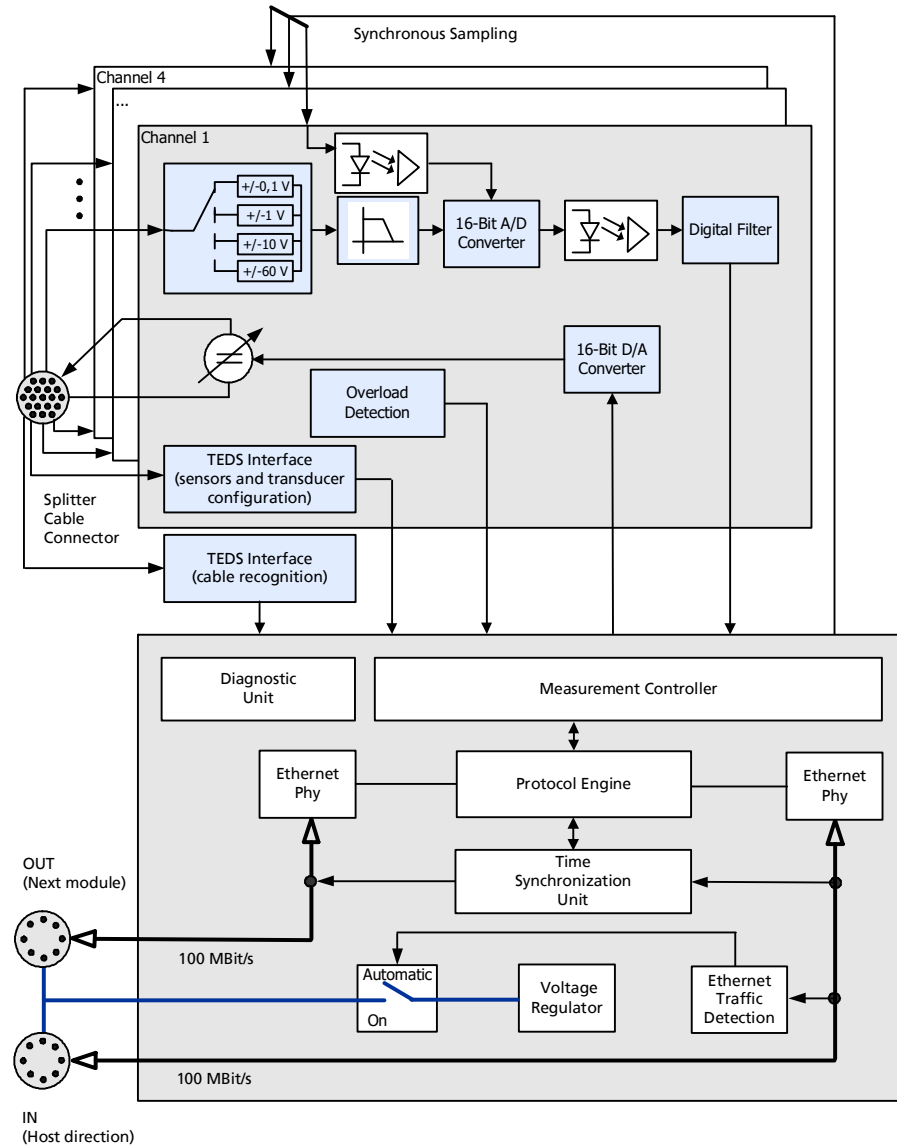 Synchronous Sampling
Channel 4
...
Channel 1
+/-0,1 V
+/-1 V
+/-10 V
+/-60 V
16-Bit A/D
Converter
Digital Filter
16-Bit D/A
Converter
Overload
Detection
TEDS Interface
(sensors and transducer
configuration)
Splitter
Cable
Connector
TEDS Interface
(cable recognition)
Diagnostic
Unit
Measurement Controller
Ethernet
Phy
Protocol Engine
Ethernet
Phy
OUT
(Next module)
Time
Synchronization
Unit
100 MBit/s
Automatic
On
Voltage
Regulator
Ethernet
Traffic
Detection
100 MBit/s
IN
(Host direction)